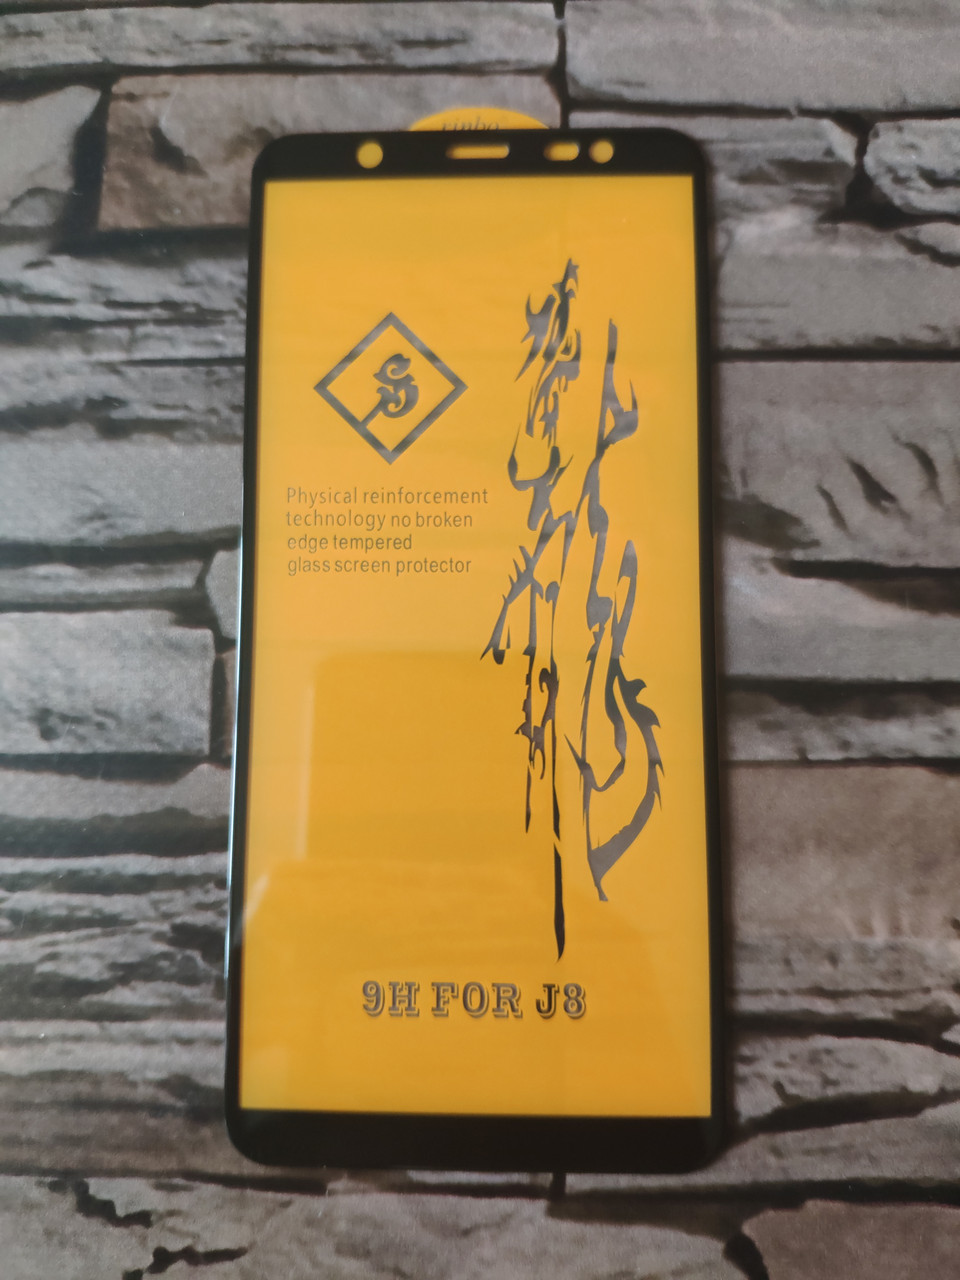 Physical reinforcement
technology no broken
edge tempered
glass screen protector
9H FOR J8